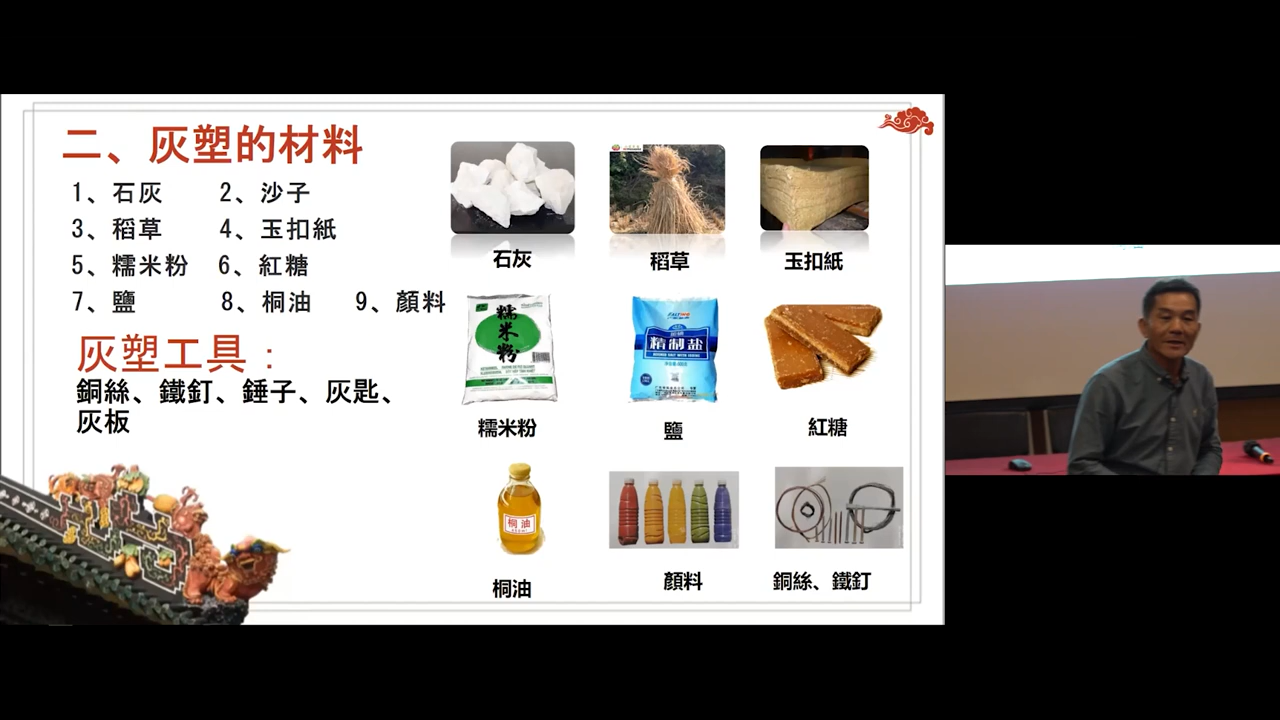 二、灰塑的材料
1、石灰 2、沙子
3、稻草 4、玉扣紙
5、糯米粉 6、紅糖
7、鹽 8、桐油 9、顏料
灰塑工具：
銅絲、鐵釘、錘子、灰匙、
灰板
石灰
稻草
玉扣紙
糯米粉
精制盐
糯米粉
鹽
紅糖
桐油
桐油
顏料
銅絲、鐵釘